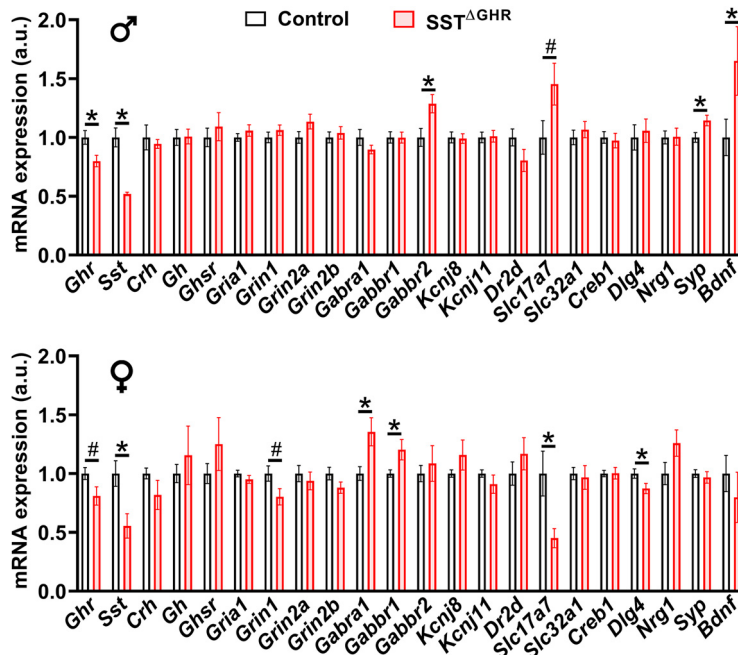 ♂ Control SST^ΔGHR
mRNA expression (a.u.)
2.0
1.5
1.0
0.5
0.0
* * * # * *
Ghr Sst Crh Gh Ghsr Gria1 Grin1 Grin2a Grin2b Gabra1 Gabbr1 Gabbr2 Kcnj8 Kcnj11 Dr2d Slc17a7 Slc32a1 Creb1 Dlg4 Nrg1 Syp Bdnf
♀
mRNA expression (a.u.)
2.0
1.5
1.0
0.5
0.0
# * # * * * *
Ghr Sst Crh Gh Ghsr Gria1 Grin1 Grin2a Grin2b Gabra1 Gabbr1 Gabbr2 Kcnj8 Kcnj11 Dr2d Slc17a7 Slc32a1 Creb1 Dlg4 Nrg1 Syp Bdnf